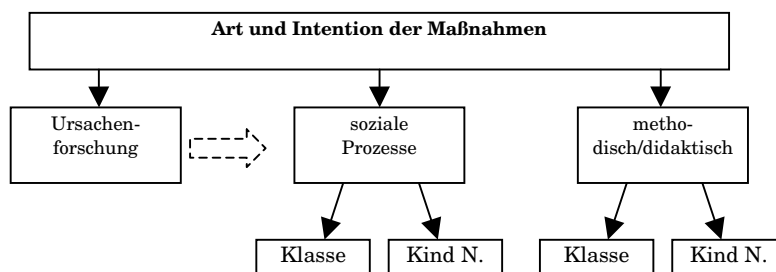 Art und Intention der Maßnahmen
Ursachen-
forschung
soziale
Prozesse
metho-
disch/didaktisch
Klasse
Kind N.
Klasse
Kind N.